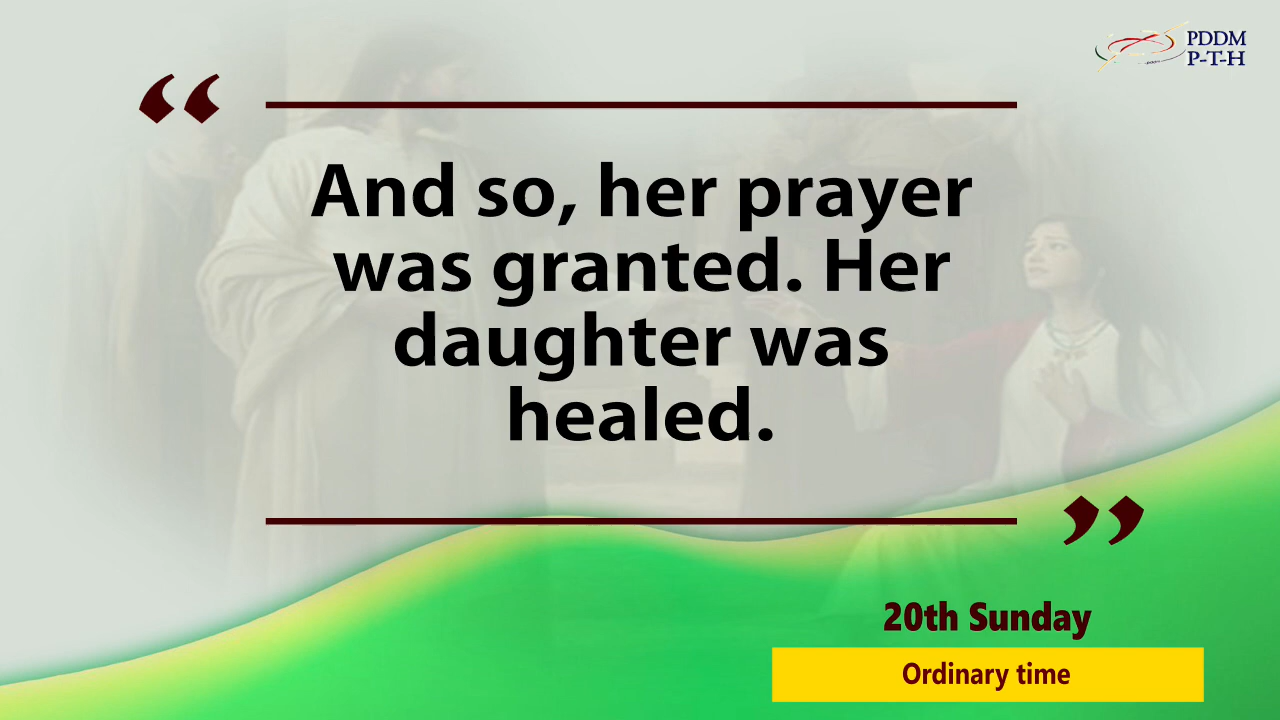 PDDM
P-T-H
“
And so, her prayer
was granted. Her
daughter was
healed.
”
20th Sunday
Ordinary time